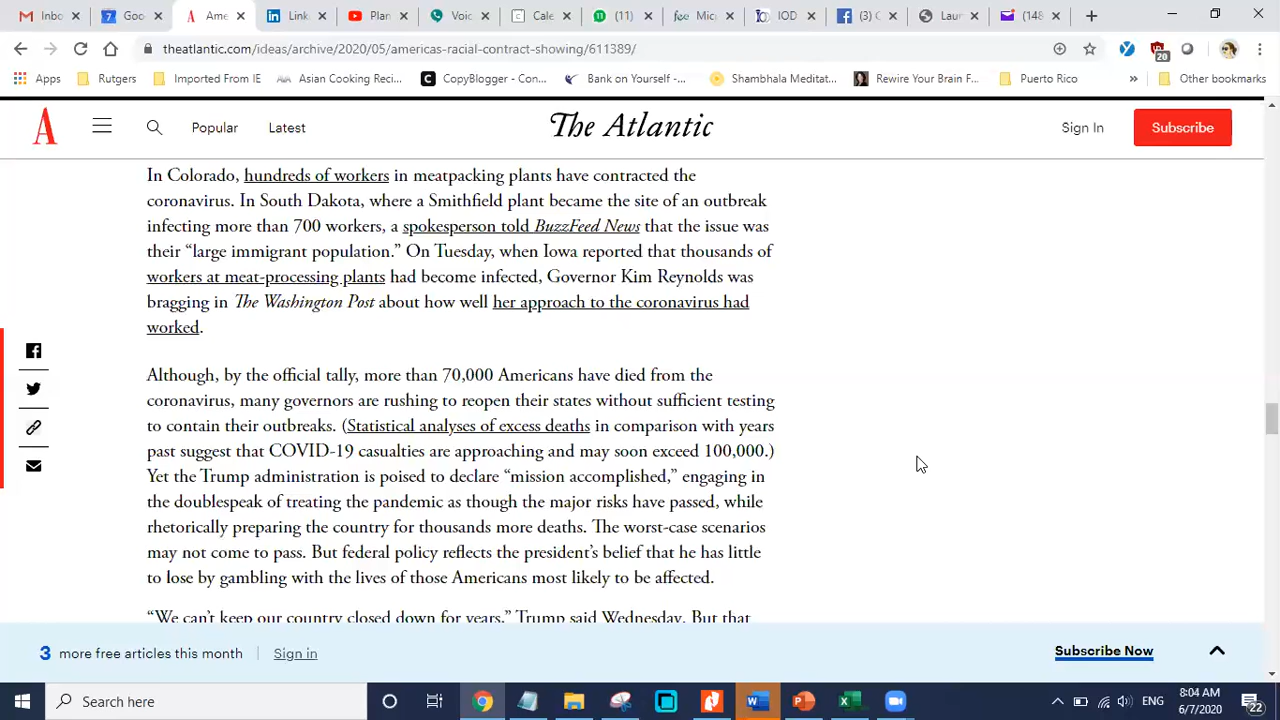 Inbo
Goo
Ame
Link
Plan
Voic
Cale
(11)
Micr
IOD
(3) C
Laur
(148
theatlantic.com/ideas/archive/2020/05/americas-racial-contract-showing/611389/
20
Apps
Rutgers
Imported From IE
Asian Cooking Reci...
CopyBlogger - Con...
Bank on Yourself -...
Shambhala Meditat...
Rewire Your Brain F...
Puerto Rico
»
Other bookmarks
A
Popular
Latest
The Atlantic
Sign In
Subscribe
In Colorado, hundreds of workers in meatpacking plants have contracted the
coronavirus. In South Dakota, where a Smithfield plant became the site of an outbreak
infecting more than 700 workers, a spokesperson told BuzzFeed News that the issue was
their “large immigrant population.” On Tuesday, when Iowa reported that thousands of
workers at meat-processing plants had become infected, Governor Kim Reynolds was
bragging in The Washington Post about how well her approach to the coronavirus had
worked.
Although, by the official tally, more than 70,000 Americans have died from the
coronavirus, many governors are rushing to reopen their states without sufficient testing
to contain their outbreaks. (Statistical analyses of excess deaths in comparison with years
past suggest that COVID-19 casualties are approaching and may soon exceed 100,000.)
Yet the Trump administration is poised to declare “mission accomplished,” engaging in
the doublespeak of treating the pandemic as though the major risks have passed, while
rhetorically preparing the country for thousands more deaths. The worst-case scenarios
may not come to pass. But federal policy reflects the president’s belief that he has little
to lose by gambling with the lives of those Americans most likely to be affected.
“We can’t keep our country closed down for years,” Trump said Wednesday. But that
3 more free articles this month
Sign in
Subscribe Now
Search here
ENG
8:04 AM
6/7/2020
22